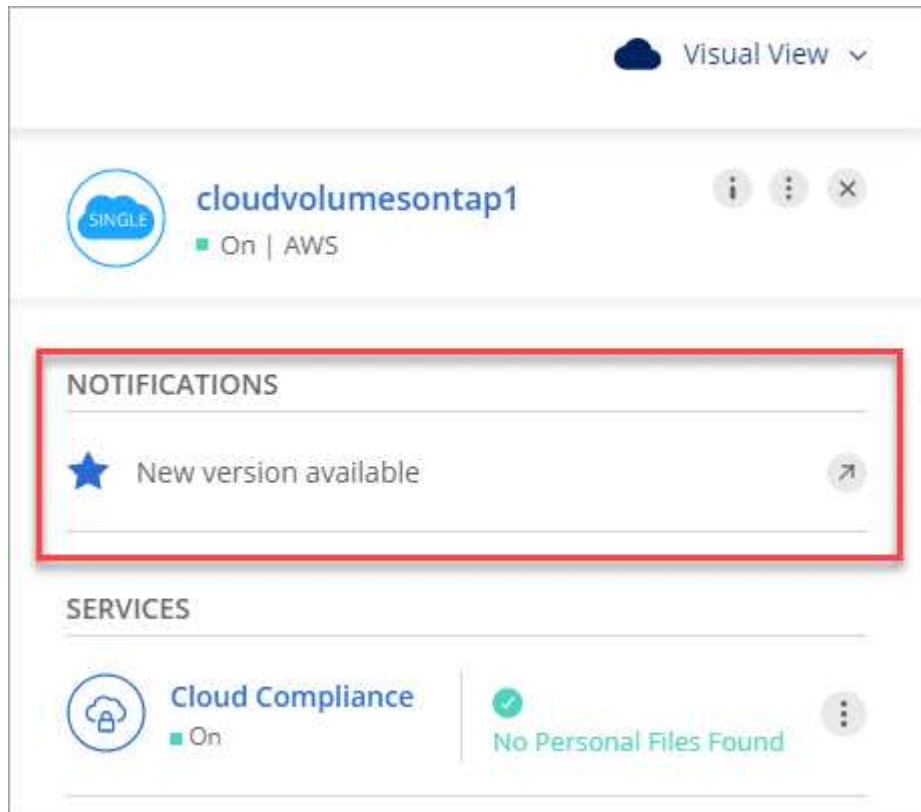 Visual View
SINGLE
cloudvolumesontap1
On | AWS
NOTIFICATIONS
New version available
SERVICES
Cloud Compliance
On
No Personal Files Found